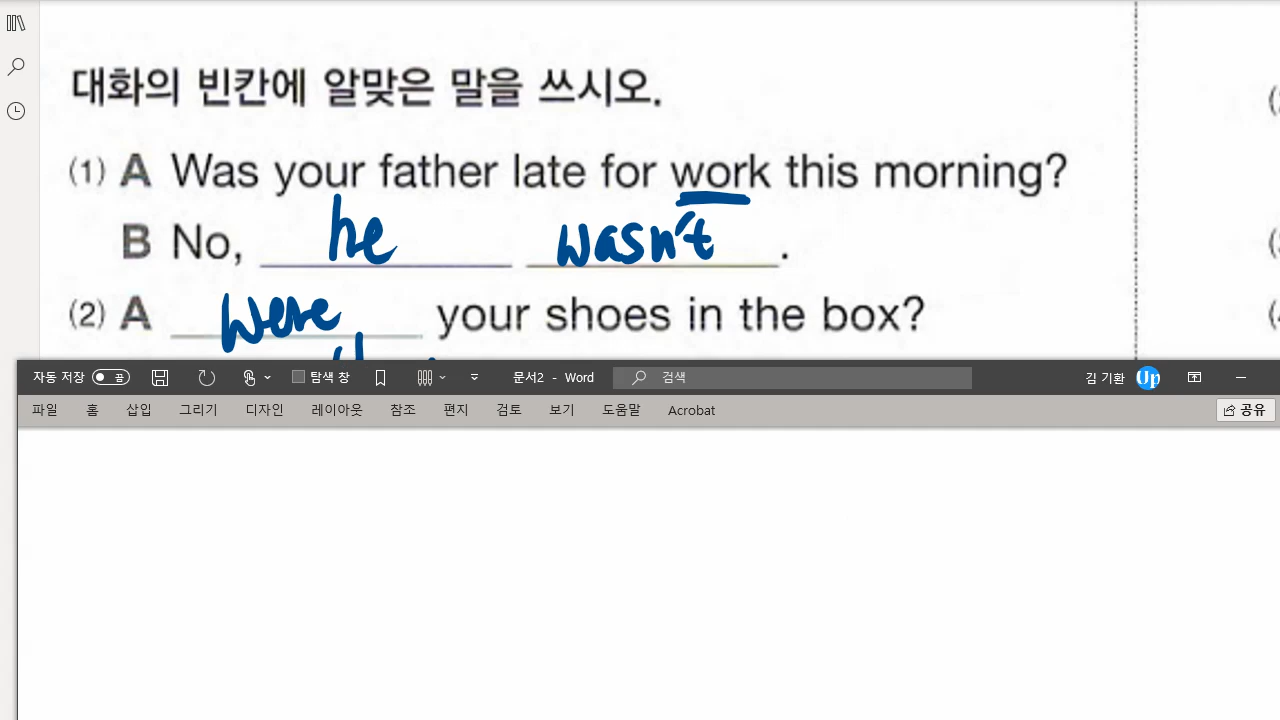 대화의 빈칸에 알맞은 말을 쓰시오.
(1) A Was your father late for work this morning?
B No, he wasn't.
(2) A Were your shoes in the box?
자동 저장 끔 탐색 창 문서2 - Word 검색 김 기환 Up
파일 홈 삽입 그리기 디자인 레이아웃 참조 편지 검토 보기 도움말 Acrobat 공유